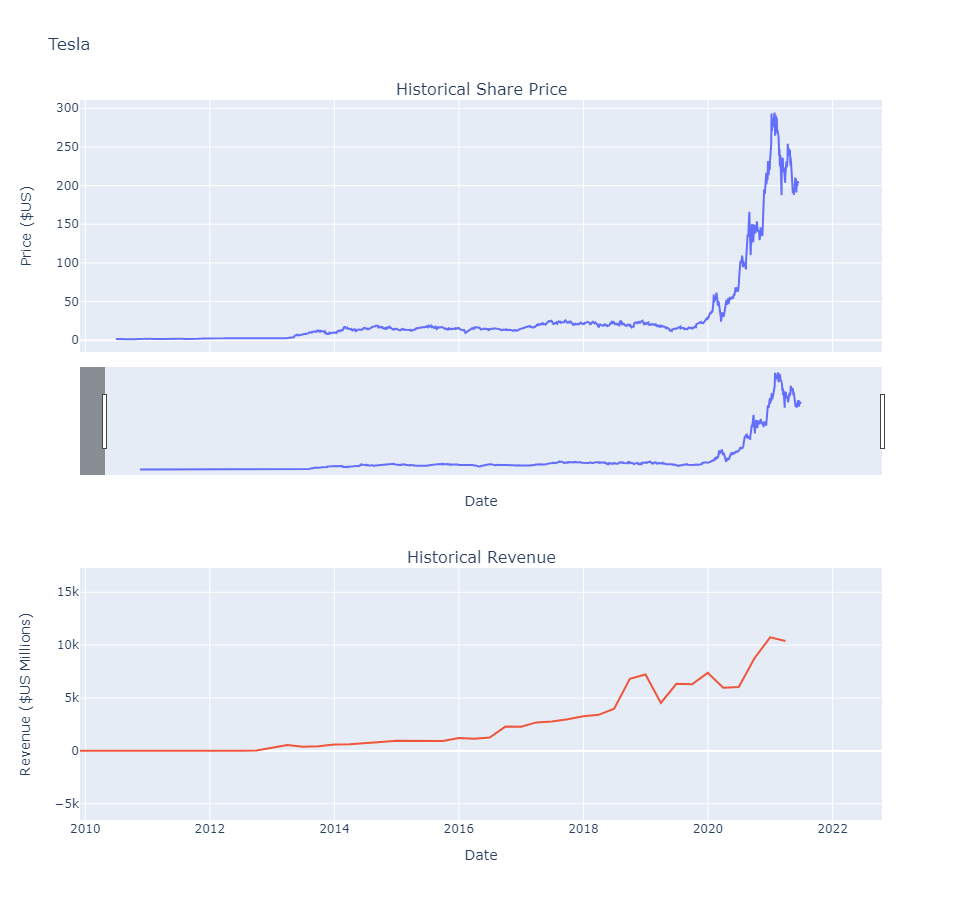 Tesla
Historical Share Price
300
250
200
150
100
50
0
Price ($US)
Date
Historical Revenue
15k
10k
5k
0
−5k
Revenue ($US Millions)
2010 2012 2014 2016 2018 2020 2022
Date